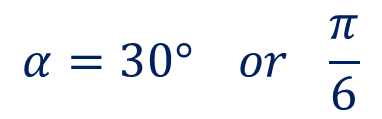 α = 30° or π/6